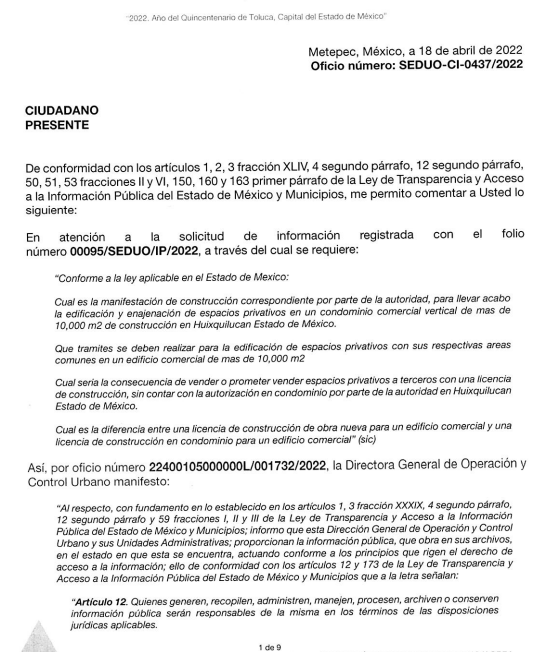 "2022. Año del Quincentenario de Toluca, Capital del Estado de México"
Metepec, México, a 18 de abril de 2022
Oficio número: SEDUO-CI-0437/2022
CIUDADANO
PRESENTE
De conformidad con los artículos 1, 2, 3 fracción XLIV, 4 segundo párrafo, 12 segundo párrafo,
50, 51, 53 fracciones II y VI, 150, 160 y 163 primer párrafo de la Ley de Transparencia y Acceso
a la Información Pública del Estado de México y Municipios, me permito comentar a Usted lo
siguiente:
En atención a la solicitud de información registrada con el folio
número 00095/SEDUO/IP/2022, a través del cual se requiere:
"Conforme a la ley aplicable en el Estado de Mexico:
Cual es la manifestación de construcción correspondiente por parte de la autoridad, para llevar acabo
la edificación y enajenación de espacios privativos en un condominio comercial vertical de mas de
10,000 m2 de construcción en Huixquilucan Estado de México.
Que tramites se deben realizar para la edificación de espacios privativos con sus respectivas areas
comunes en un edificio comercial de mas de 10,000 m2
Cual seria la consecuencia de vender o prometer vender espacios privativos a terceros con una licencia
de construcción, sin contar con la autorización en condominio por parte de la autoridad en Huixquilucan
Estado de México.
Cual es la diferencia entre una licencia de construcción de obra nueva para un edificio comercial y una
licencia de construcción en condominio para un edificio comercial" (sic)
Así, por oficio número 22400105000000L/001732/2022, la Directora General de Operación y
Control Urbano manifesto:
"Al respecto, con fundamento en lo establecido en los artículos 1, 3 fracción XXXIX, 4 segundo párrafo,
12 segundo párrafo y 59 fracciones I, II y III de la Ley de Transparencia y Acceso a la Información
Pública del Estado de México y Municipios; informo que esta Dirección General de Operación y Control
Urbano y sus Unidades Administrativas; proporcionan la información pública, que obra en sus archivos,
en el estado en que esta se encuentra, actuando conforme a los principios que rigen el derecho de
acceso a la información; ello de conformidad con los artículos 12 y 173 de la Ley de Transparencia y
Acceso a la Información Pública del Estado de México y Municipios que a la letra señalan:
"Artículo 12. Quienes generen, recopilen, administren, manejen, procesen, archiven o conserven
información pública serán responsables de la misma en los términos de las disposiciones
jurídicas aplicables.
1 de 9